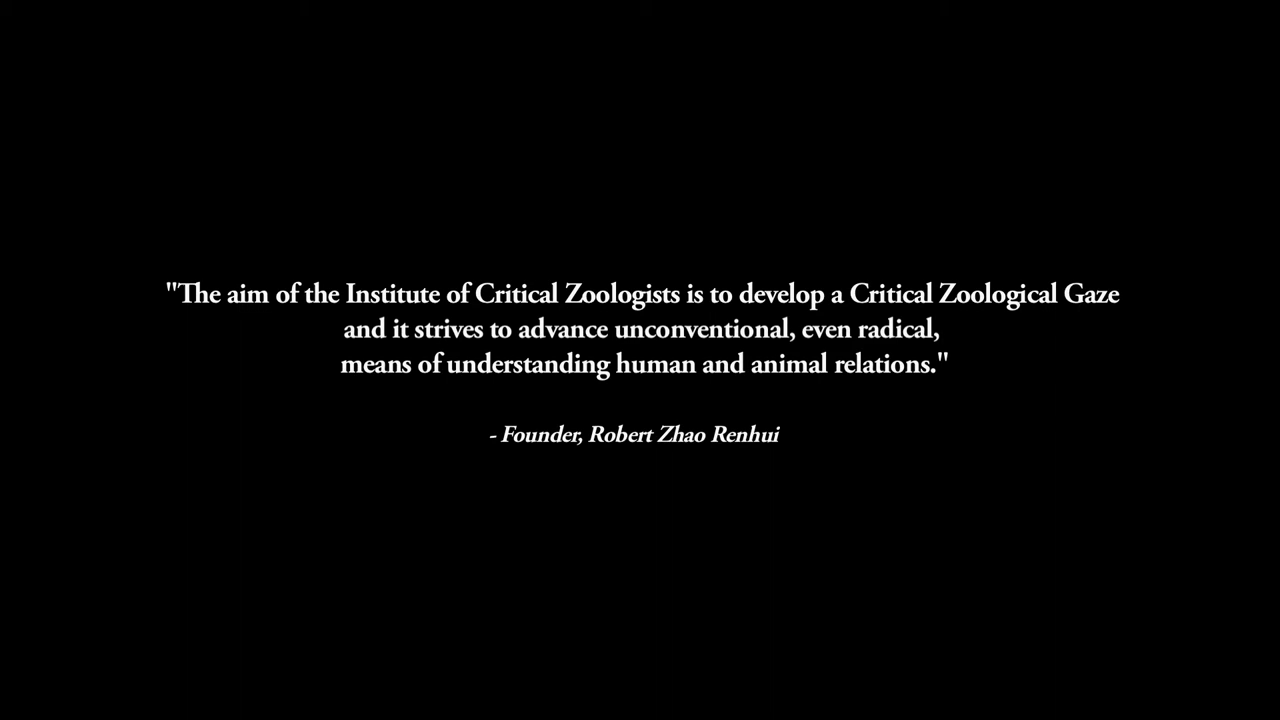 "The aim of the Institute of Critical Zoologists is to develop a Critical Zoological Gaze
and it strives to advance unconventional, even radical,
means of understanding human and animal relations."
- Founder, Robert Zhao Renhui